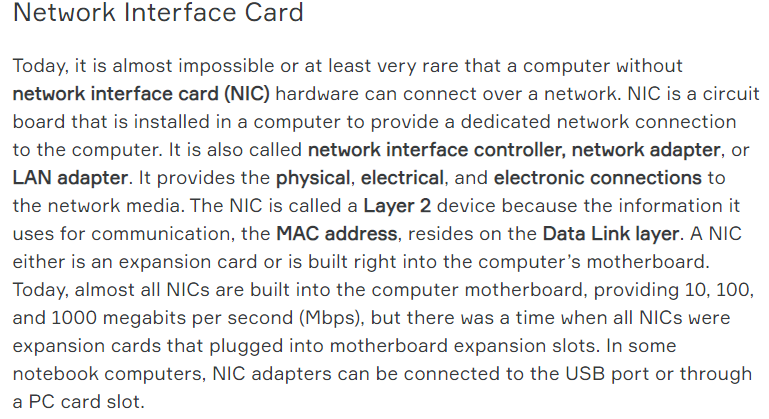 Network Interface Card
Today, it is almost impossible or at least very rare that a computer without
network interface card (NIC) hardware can connect over a network. NIC is a circuit
board that is installed in a computer to provide a dedicated network connection
to the computer. It is also called network interface controller, network adapter, or
LAN adapter. It provides the physical, electrical, and electronic connections to
the network media. The NIC is called a Layer 2 device because the information it
uses for communication, the MAC address, resides on the Data Link layer. A NIC
either is an expansion card or is built right into the computer’s motherboard.
Today, almost all NICs are built into the computer motherboard, providing 10, 100,
and 1000 megabits per second (Mbps), but there was a time when all NICs were
expansion cards that plugged into motherboard expansion slots. In some
notebook computers, NIC adapters can be connected to the USB port or through
a PC card slot.